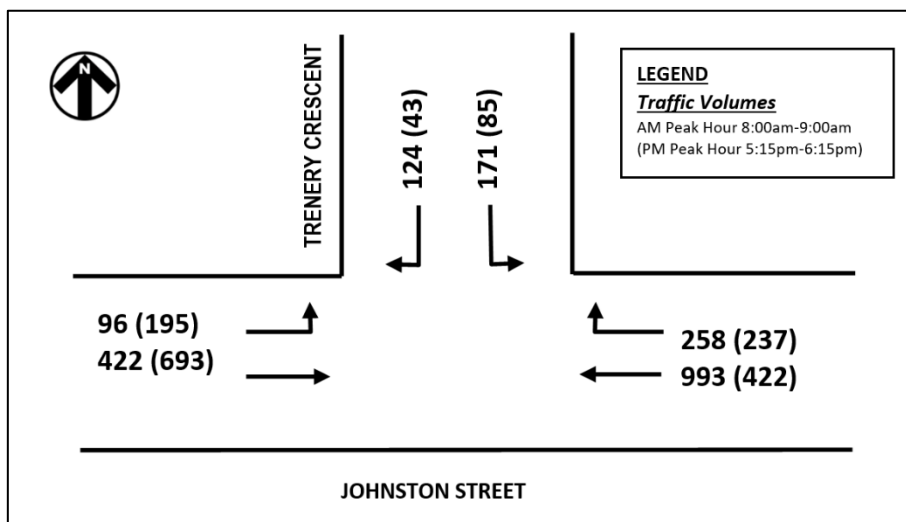 N
TRENERY CRESCENT
124 (43)
171 (85)
LEGEND
Traffic Volumes
AM Peak Hour 8:00am-9:00am
(PM Peak Hour 5:15pm-6:15pm)
96 (195)
422 (693)
258 (237)
993 (422)
JOHNSTON STREET